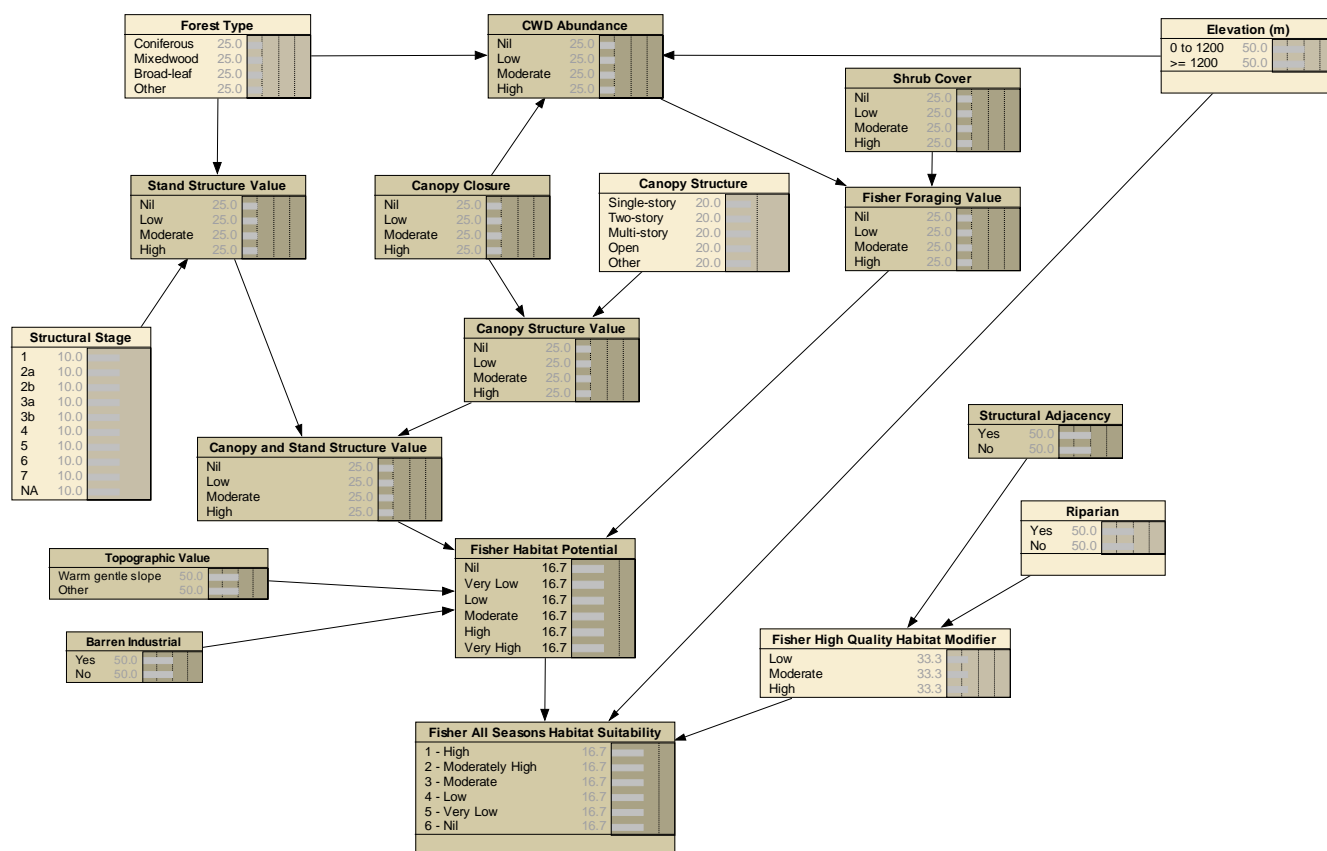 Forest Type
Coniferous 25.0
Mixedwood 25.0
Broad-leaf 25.0
Other 25.0
CWD Abundance
Nil 25.0
Low 25.0
Moderate 25.0
High 25.0
Elevation (m)
0 to 1200 50.0
>= 1200 50.0
Shrub Cover
Nil 25.0
Low 25.0
Moderate 25.0
High 25.0
Stand Structure Value
Nil 25.0
Low 25.0
Moderate 25.0
High 25.0
Canopy Closure
Nil 25.0
Low 25.0
Moderate 25.0
High 25.0
Canopy Structure
Single-story 20.0
Two-story 20.0
Multi-story 20.0
Open 20.0
Other 20.0
Fisher Foraging Value
Nil 25.0
Low 25.0
Moderate 25.0
High 25.0
Structural Stage
1 10.0
2a 10.0
2b 10.0
3a 10.0
3b 10.0
4 10.0
5 10.0
6 10.0
7 10.0
NA 10.0
Canopy Structure Value
Nil 25.0
Low 25.0
Moderate 25.0
High 25.0
Canopy and Stand Structure Value
Nil 25.0
Low 25.0
Moderate 25.0
High 25.0
Structural Adjacency
Yes 50.0
No 50.0
Riparian
Yes 50.0
No 50.0
Topographic Value
Warm gentle slope 50.0
Other 50.0
Fisher Habitat Potential
Nil 16.7
Very Low 16.7
Low 16.7
Moderate 16.7
High 16.7
Very High 16.7
Barren Industrial
Yes 50.0
No 50.0
Fisher High Quality Habitat Modifier
Low 33.3
Moderate 33.3
High 33.3
Fisher All Seasons Habitat Suitability
1 - High 16.7
2 - Moderately High 16.7
3 - Moderate 16.7
4 - Low 16.7
5 - Very Low 16.7
6 - Nil 16.7